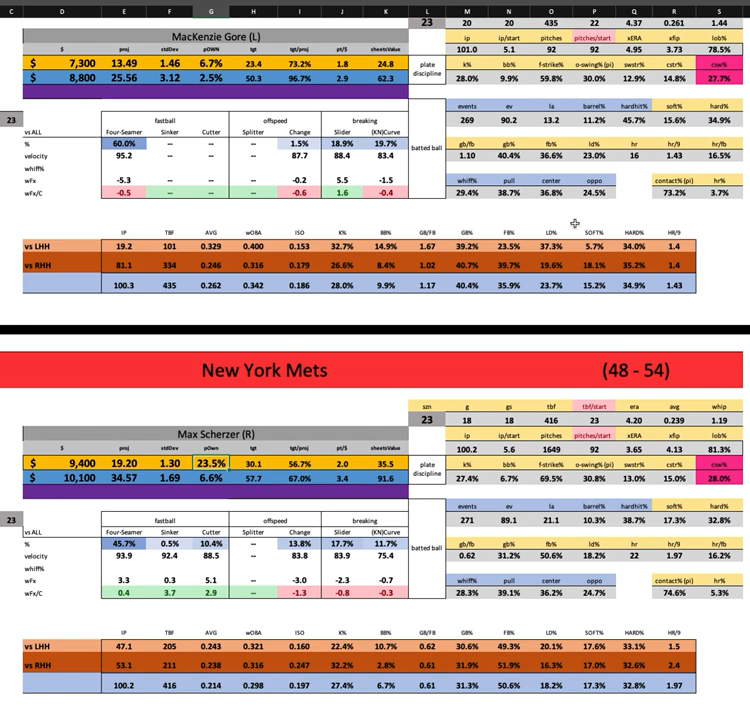 C D E F G H I J K L M N O P Q R S
23 20 20 435 22 4.37 0.261 1.44
MacKenzie Gore (L) ip ip/start pitches pitches/start xERA xfip lob%
$ proj stdDev pOWN tgt tgt/proj pt/$ sheetsValue 101.0 5.1 92 92 4.95 3.73 78.5%
$ 7,300 13.49 1.46 6.7% 23.4 73.2% 1.8 24.8 plate discipline k% bb% f-strike% o-swing% (pi) swstr% cstr% csw%
$ 8,800 25.56 3.12 2.5% 50.3 96.7% 2.9 62.3 28.0% 9.9% 59.8% 30.0% 12.9% 14.8% 27.7%
events ev la barrel% hardhit% soft% hard%
23 fastball offspeed breaking 269 90.2 13.2 11.2% 45.7% 15.6% 34.9%
vs ALL Four-Seamer Sinker Cutter Splitter Change Slider (KN)Curve
% 60.0% -- -- -- 1.5% 18.9% 19.7% batted ball gb/fb gb% fb% ld% hr hr/9 hr/fb
velocity 95.2 -- -- -- 87.7 88.4 83.4 1.10 40.4% 36.6% 23.0% 16 1.43 16.5%
whiff%
wFx -5.3 -- -- -- -0.2 5.5 -1.5 whiff% pull center oppo contact% (pi) hr%
wFx/C -0.5 -- -- -- -0.6 1.6 -0.4 29.4% 38.7% 36.8% 24.5% 73.2% 3.7%
IP TBF AVG wOBA ISO K% BB% GB/FB GB% FB% LD% SOFT% HARD% HR/9
vs LHH 19.2 101 0.329 0.400 0.153 32.7% 14.9% 1.67 39.2% 23.5% 37.3% 5.7% 34.0% 1.4
vs RHH 81.1 334 0.246 0.316 0.179 26.6% 8.4% 1.02 40.7% 39.7% 19.6% 18.1% 35.2% 1.4
100.3 435 0.262 0.342 0.186 28.0% 9.9% 1.17 40.4% 35.9% 23.7% 15.2% 34.9% 1.43
New York Mets (48 - 54)
szn g gs tbf tbf/start era avg whip
23 18 18 416 23 4.20 0.239 1.19
Max Scherzer (R) ip ip/start pitches pitches/start xERA xfip lob%
$ proj stdDev pOwn tgt tgt/proj pt/$ sheetsValue 100.2 5.6 1649 92 3.65 4.13 81.3%
$ 9,400 19.20 1.30 23.5% 30.1 56.7% 2.0 35.5 plate discipline k% bb% f-strike% o-swing% (pi) swstr% cstr% csw%
$ 10,100 34.57 1.69 6.6% 57.7 67.0% 3.4 91.6 27.4% 6.7% 69.5% 30.8% 13.0% 15.0% 28.0%
events ev la barrel% hardhit% soft% hard%
23 fastball offspeed breaking 271 89.1 21.1 10.3% 38.7% 17.3% 32.8%
vs ALL Four-Seamer Sinker Cutter Splitter Change Slider (KN)Curve
% 45.7% 0.5% 10.4% -- 13.8% 17.7% 11.7% batted ball gb/fb gb% fb% ld% hr hr/9 hr/fb
velocity 93.9 92.4 88.5 -- 83.8 83.9 75.4 0.62 31.2% 50.6% 18.2% 22 1.97 16.2%
whiff%
wFx 3.3 0.3 5.1 -- -3.0 -2.3 -0.7 whiff% pull center oppo contact% (pi) hr%
wFx/C 0.4 3.7 2.9 -- -1.3 -0.8 -0.3 28.3% 39.1% 36.2% 24.7% 74.6% 5.3%
IP TBF AVG wOBA ISO K% BB% GB/FB GB% FB% LD% SOFT% HARD% HR/9
vs LHH 47.1 205 0.243 0.321 0.160 22.4% 10.7% 0.62 30.6% 49.3% 20.1% 17.6% 33.1% 1.5
vs RHH 53.1 211 0.238 0.316 0.247 32.2% 2.8% 0.61 31.9% 51.9% 16.3% 17.0% 32.6% 2.4
100.2 416 0.214 0.298 0.197 27.4% 6.7% 0.61 31.3% 50.6% 18.2% 17.3% 32.8% 1.97